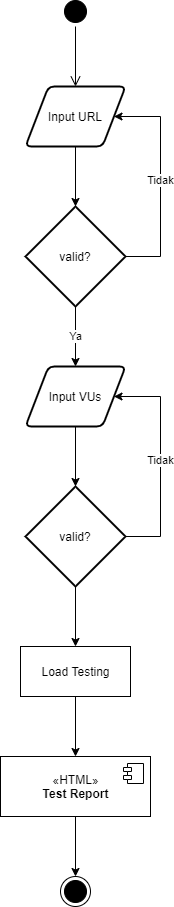 Input URL
Tidak
valid?
Ya
Input VUs
Tidak
valid?
Load Testing
«HTML»
Test Report